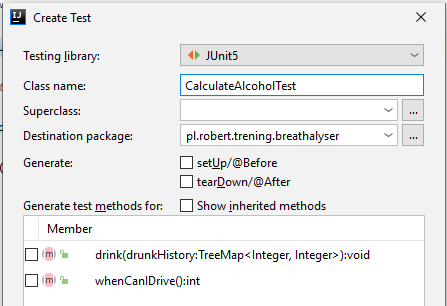 IJ Create Test
Testing library: JUnit5
Class name: CalculateAlcoholTest
Superclass: ...
Destination package: pl.robert.trening.breathalyser ...
Generate: setUp/@Before
tearDown/@After
Generate test methods for: Show inherited methods
Member
m drink(drunkHistory:TreeMap<Integer, Integer>):void
m whenCanIDrive():int